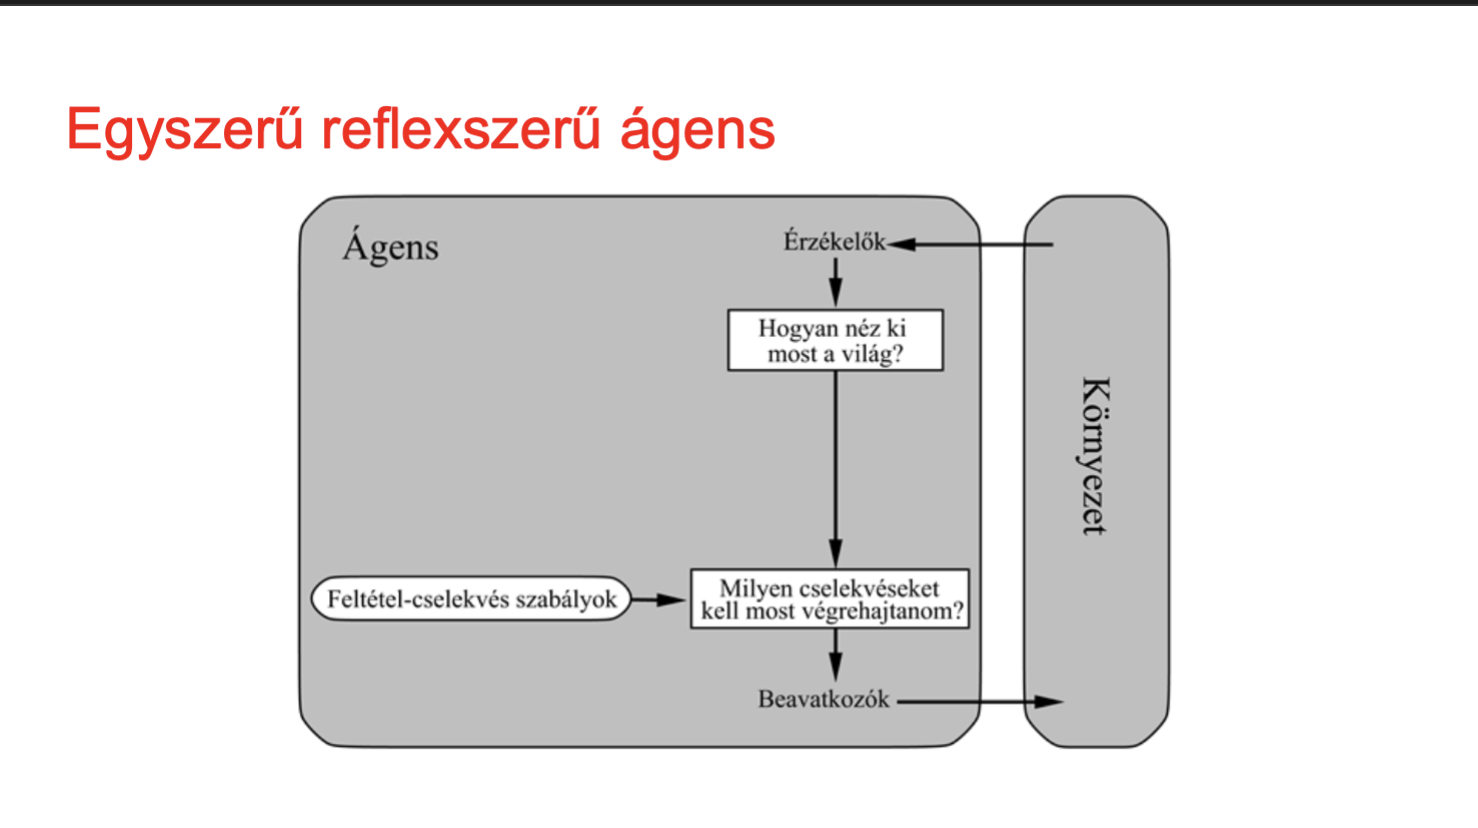 Egyszerű reflexszerű ágens
Ágens
Érzékelők
Hogyan néz ki
most a világ?
Környezet
Feltétel-cselekvés szabályok
Milyen cselekvéseket
kell most végrehajtanom?
Beavatkozók